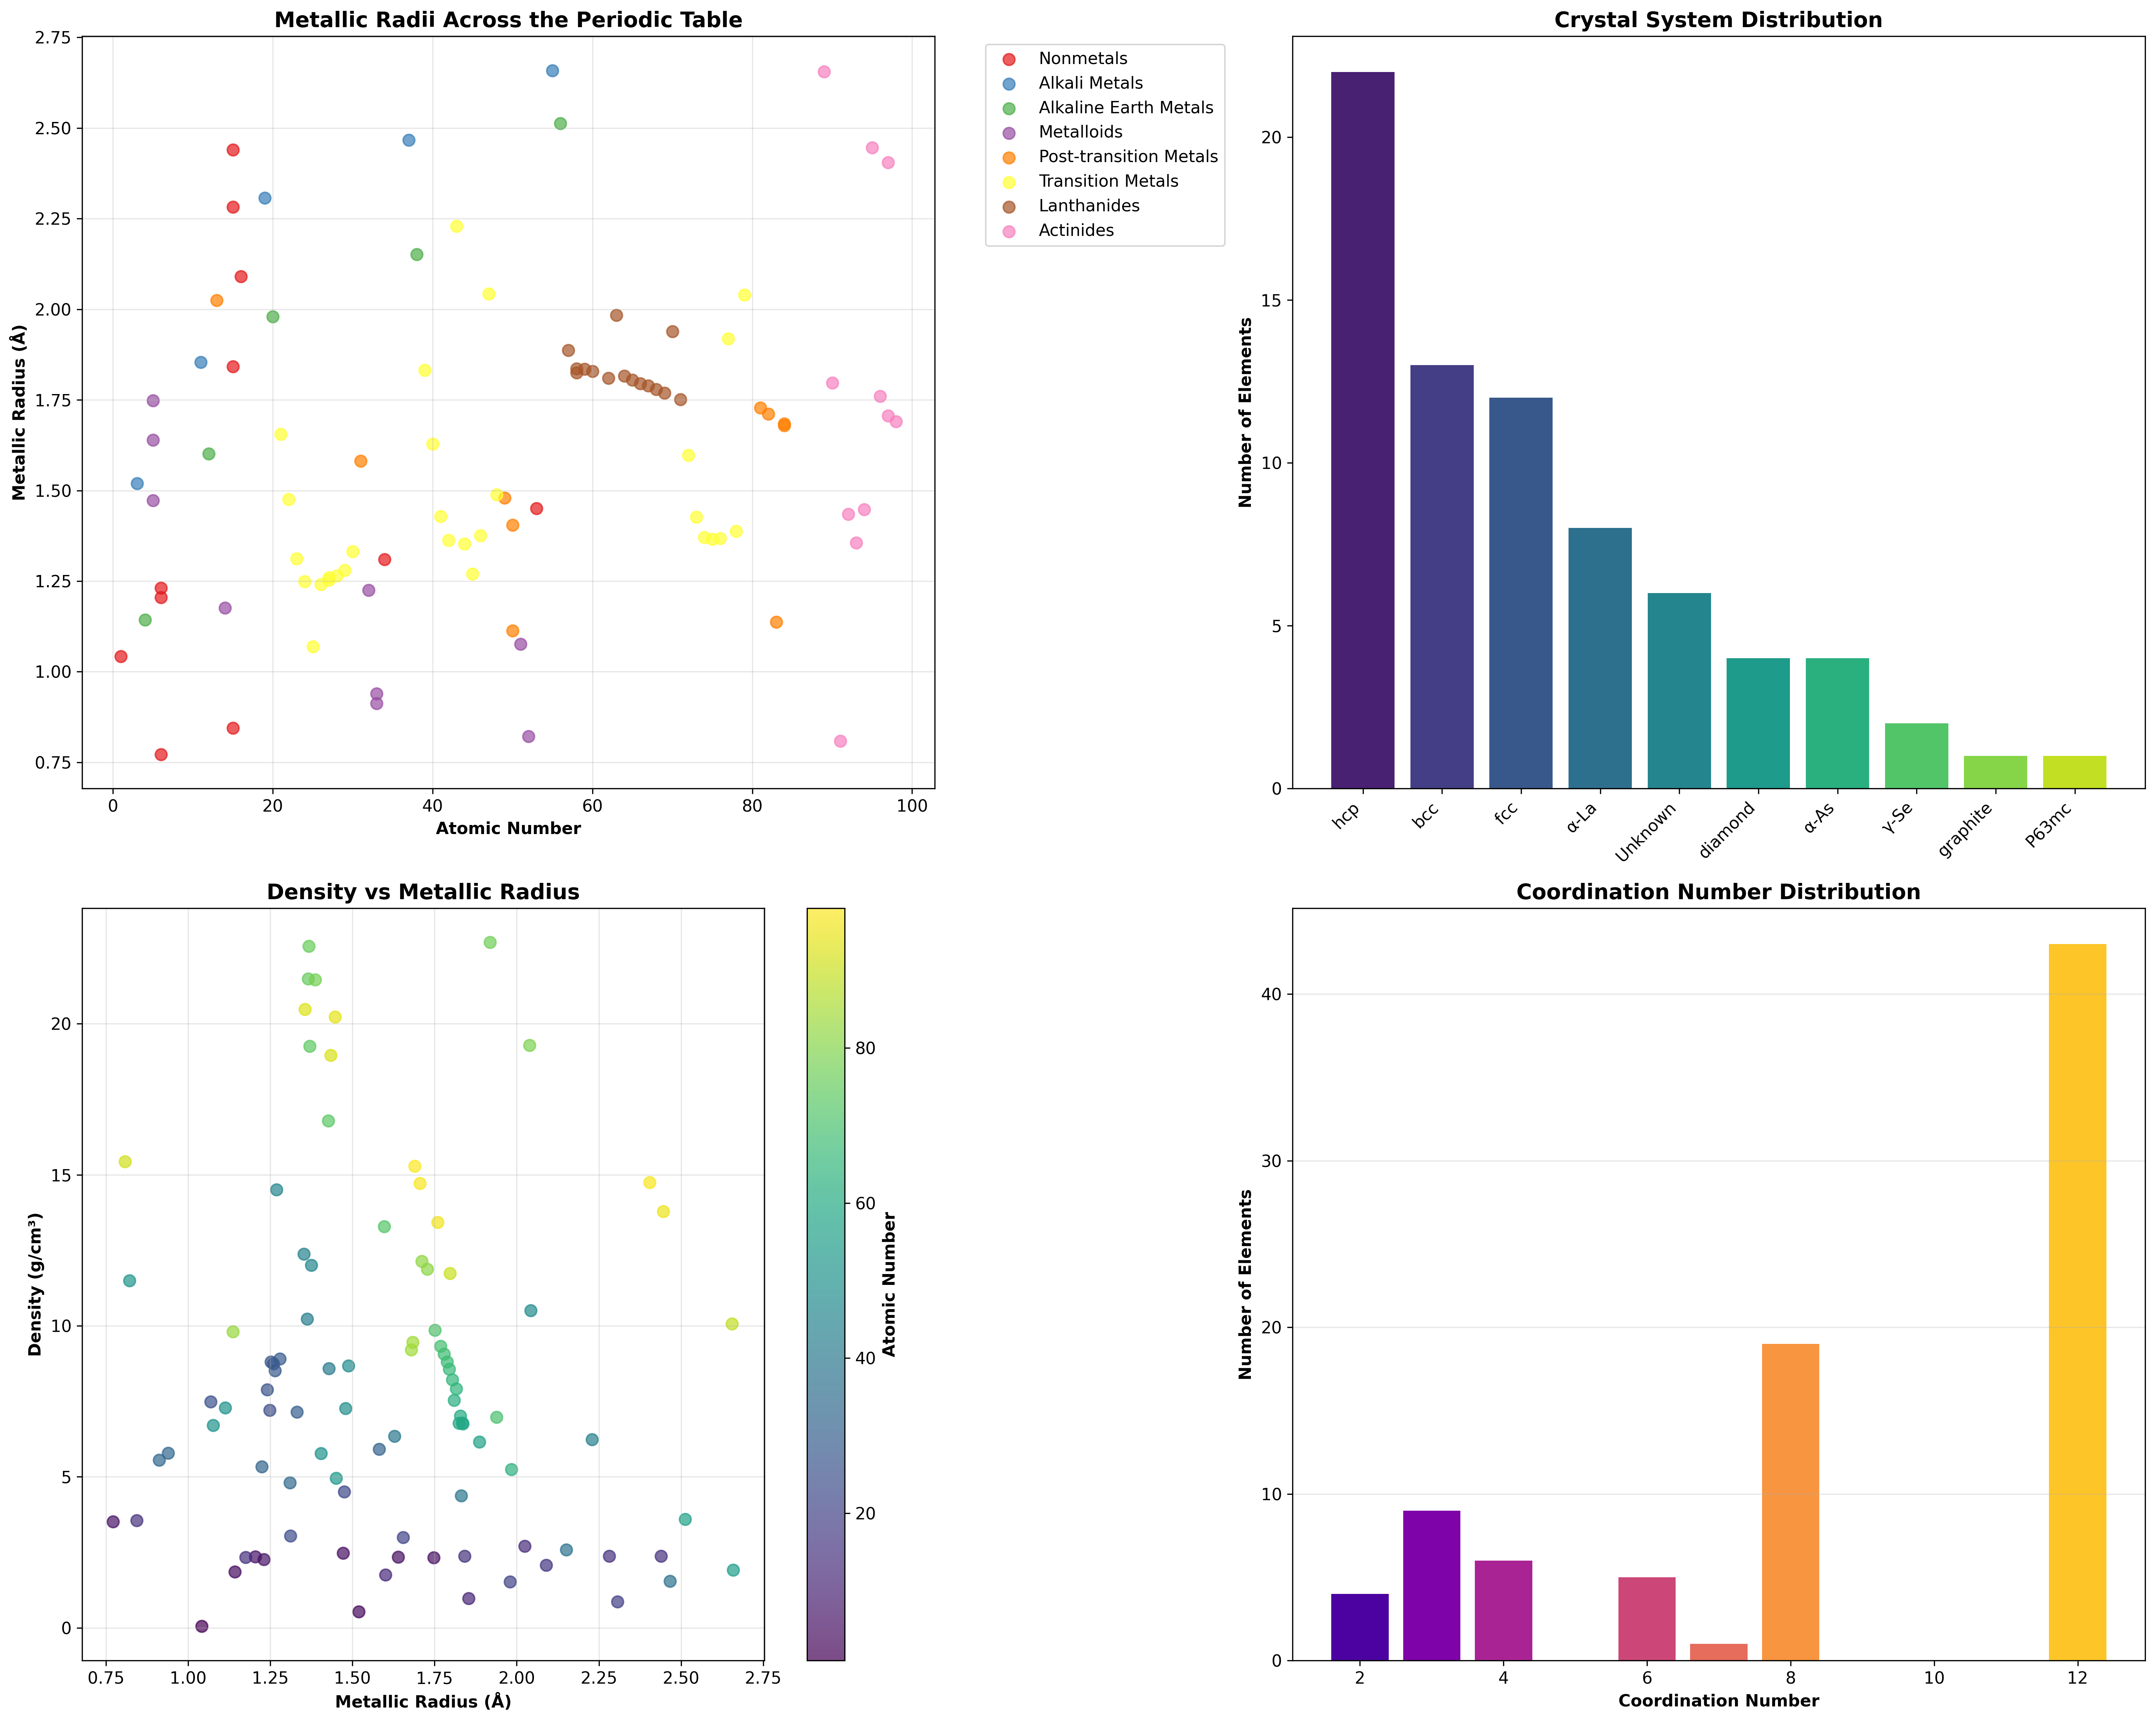 Metallic Radii Across the Periodic Table
2.75
2.50
2.25
2.00
1.75
1.50
1.25
1.00
0.75
Metallic Radius (Å)
0 20 40 60 80 100
Atomic Number
Nonmetals
Alkali Metals
Alkaline Earth Metals
Metalloids
Post-transition Metals
Transition Metals
Lanthanides
Actinides
Crystal System Distribution
20
15
10
5
0
Number of Elements
hcp
bcc
fcc
α-La
Unknown
diamond
α-As
γ-Se
graphite
P63mc
Density vs Metallic Radius
20
15
10
5
0
Density (g/cm³)
0.75 1.00 1.25 1.50 1.75 2.00 2.25 2.50 2.75
Metallic Radius (Å)
80
60
40
20
Atomic Number
Coordination Number Distribution
40
30
20
10
0
Number of Elements
2 4 6 8 10 12
Coordination Number